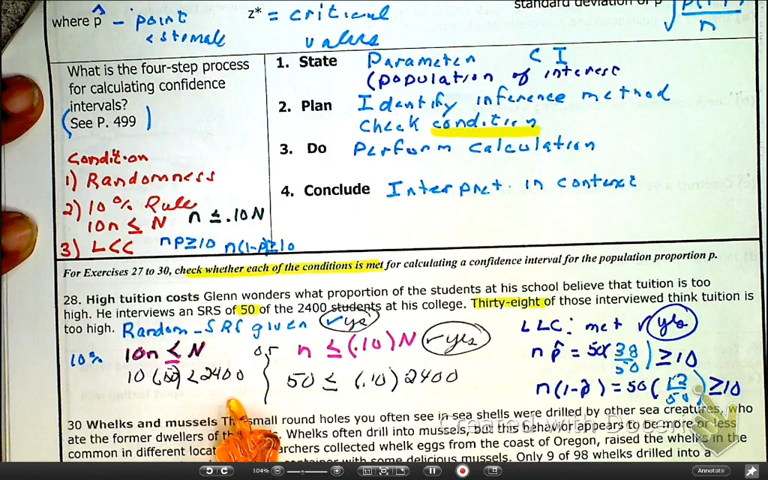 standard deviation of p̂
where p̂ - point z* = critical
estomate values
n
What is the four-step process
for calculating confidence
intervals?
(See P. 499)
Condition
1) Randomness
2) 10% Rule
10n ≤ N n ≤ .10N
3) LCC np≥10 n(1-p)≥10
1. State Parameter CI
(population of interest
2. Plan Identify inference method
Check condition
3. Do Perform Calculation
4. Conclude Interpret. in context
For Exercises 27 to 30, check whether each of the conditions is met for calculating a confidence interval for the population proportion p.
28. High tuition costs Glenn wonders what proportion of the students at his school believe that tuition is too
high. He interviews an SRS of 50 of the 2400 students at his college. Thirty-eight of those interviewed think tuition is
too high. Random - SRS given yes LLC: met yes
10% 10n ≤ N or n ≤ (.10)N yes n p̂ = 50(38/50) ≥ 10
10(50) < 2400 50 ≤ (.10) 2400 n(1-p̂) = 50(12/50) ≥ 10
30 Whelks and mussels The small round holes you often see in sea shells were drilled by other sea creatures, who
ate the former dwellers of the Whelks often drill into mussels, but this behavior appears to be more or less
common in different locat archers collected whelk eggs from the coast of Oregon, raised the whelks in the
container with some delicious mussels. Only 9 of 98 whelks drilled into a
104%
Annotate